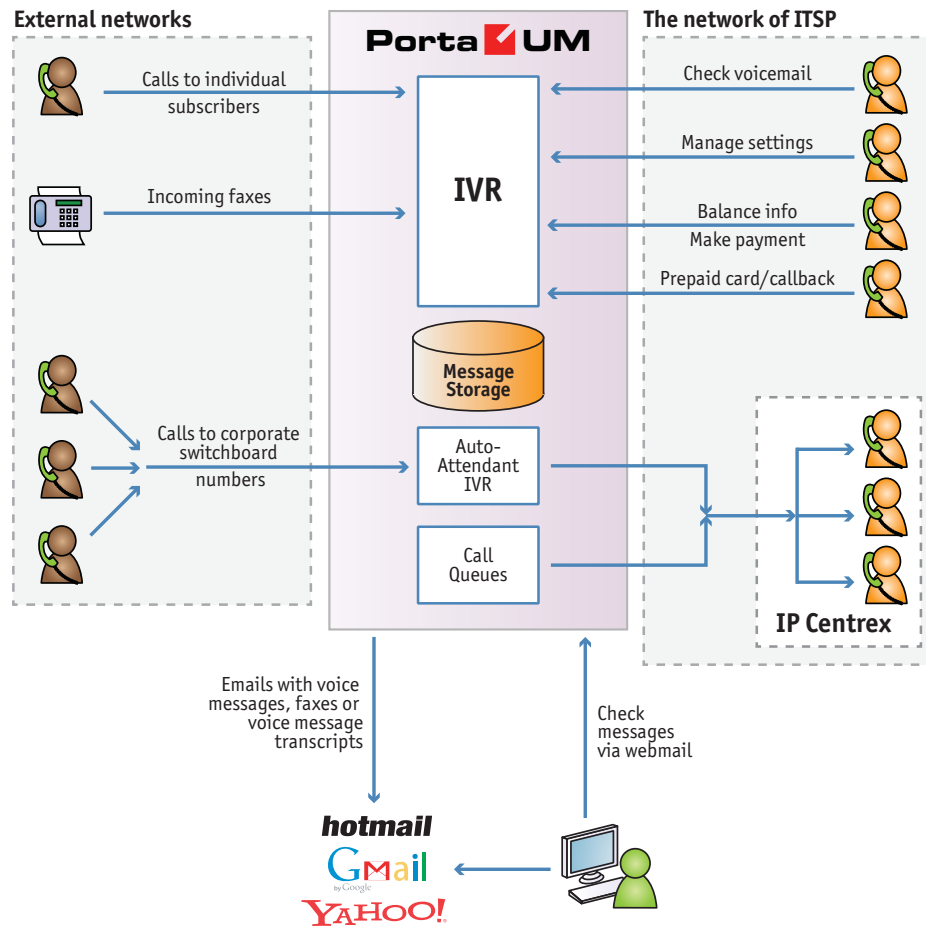 External networks
Porta UM
The network of ITSP
Calls to individual
subscribers
Incoming faxes
IVR
Check voicemail
Manage settings
Balance info
Make payment
Prepaid card/callback
Message
Storage
Calls to corporate
switchboard
numbers
Auto-
Attendant
IVR
Call
Queues
IP Centrex
Emails with voice
messages, faxes or
voice message
transcripts
Check
messages
via webmail
hotmail
GMail
by Google
YAHOO!